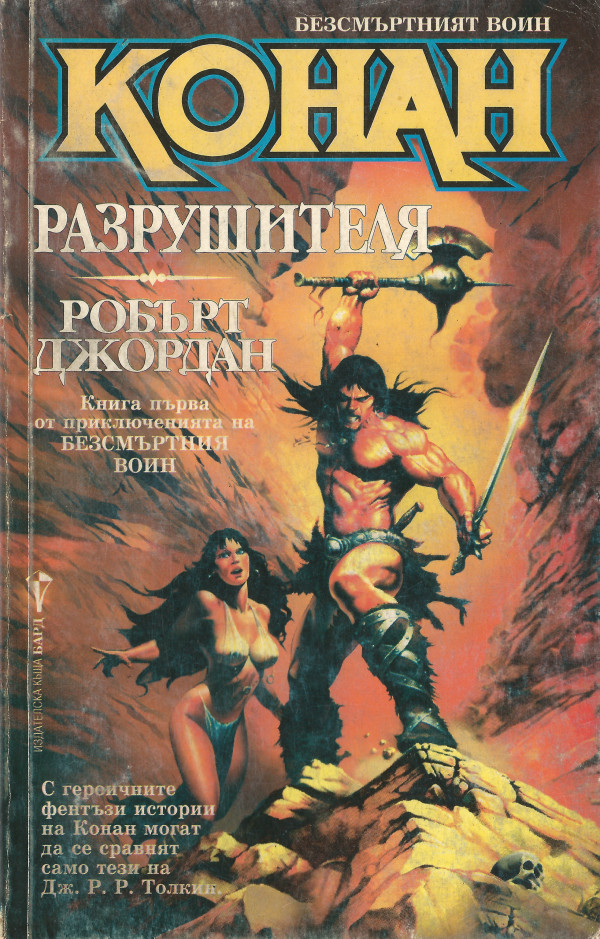 БЕЗСМЪРТНИЯТ ВОИН
КОНАН
РАЗРУШИТЕЛЯ
РОБЪРТ
ДЖОРДАН
Книга първа
от приключенията на
БЕЗСМЪРТНИЯ
ВОИН
ИЗДАТЕЛСКА КЪЩА БАРД
С героичните
фентъзи истории
на Конан могат
да се сравнят
само тези на
Дж. Р. Р. Толкин.